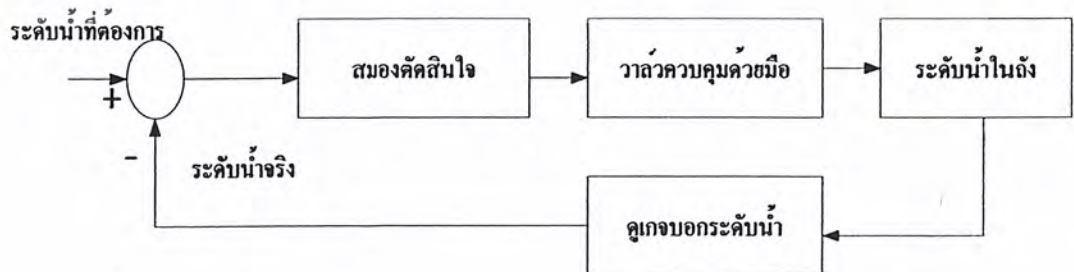 ระดับน้ำที่ต้องการ
สมองตัดสินใจ
วาล์วควบคุมด้วยมือ
ระดับน้ำในถัง
+
-
ระดับน้ำจริง
ดูเกจบอกระดับน้ำ